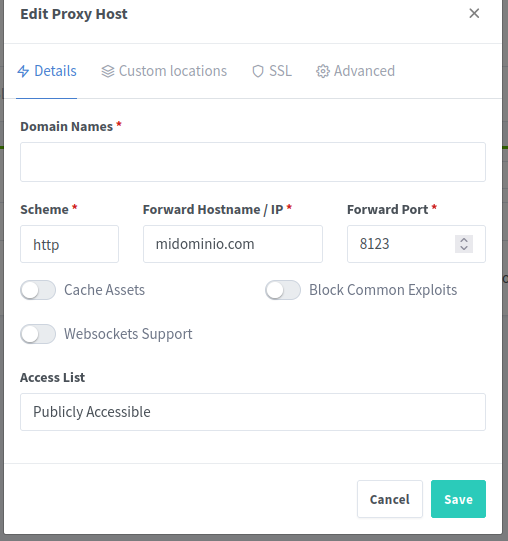 Edit Proxy Host
Details Custom locations SSL Advanced
Domain Names *
Scheme * Forward Hostname / IP * Forward Port *
http midominio.com 8123
Cache Assets Block Common Exploits
Websockets Support
Access List
Publicly Accessible
Cancel Save